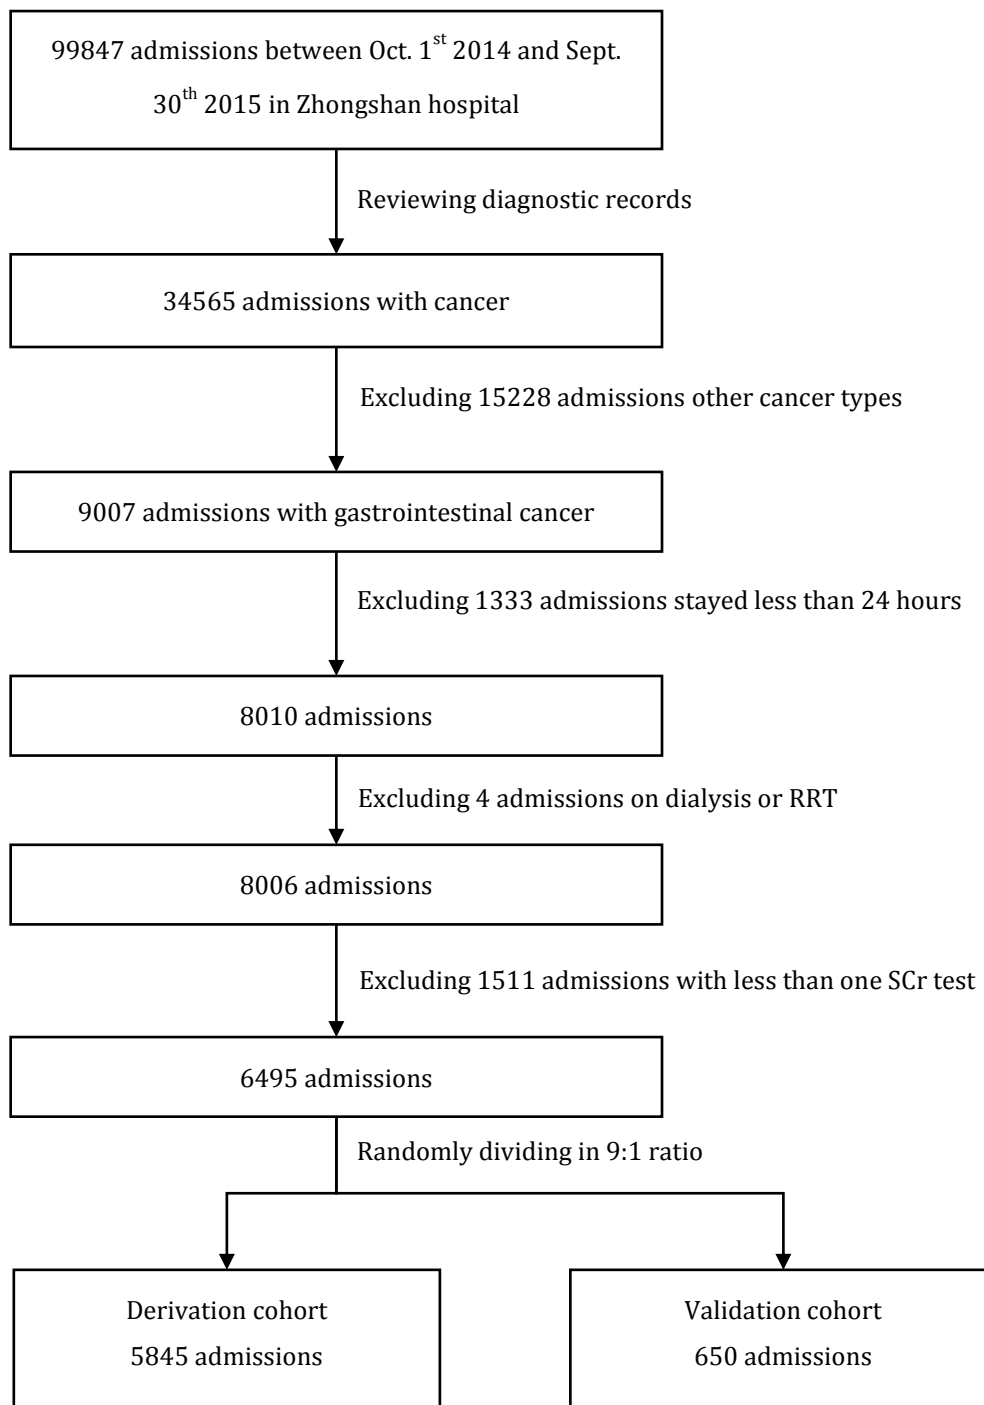 99847 admissions between Oct. 1st 2014 and Sept.
30th 2015 in Zhongshan hospital
Reviewing diagnostic records
34565 admissions with cancer
Excluding 15228 admissions other cancer types
9007 admissions with gastrointestinal cancer
Excluding 1333 admissions stayed less than 24 hours
8010 admissions
Excluding 4 admissions on dialysis or RRT
8006 admissions
Excluding 1511 admissions with less than one SCr test
6495 admissions
Randomly dividing in 9:1 ratio
Derivation cohort
5845 admissions
Validation cohort
650 admissions